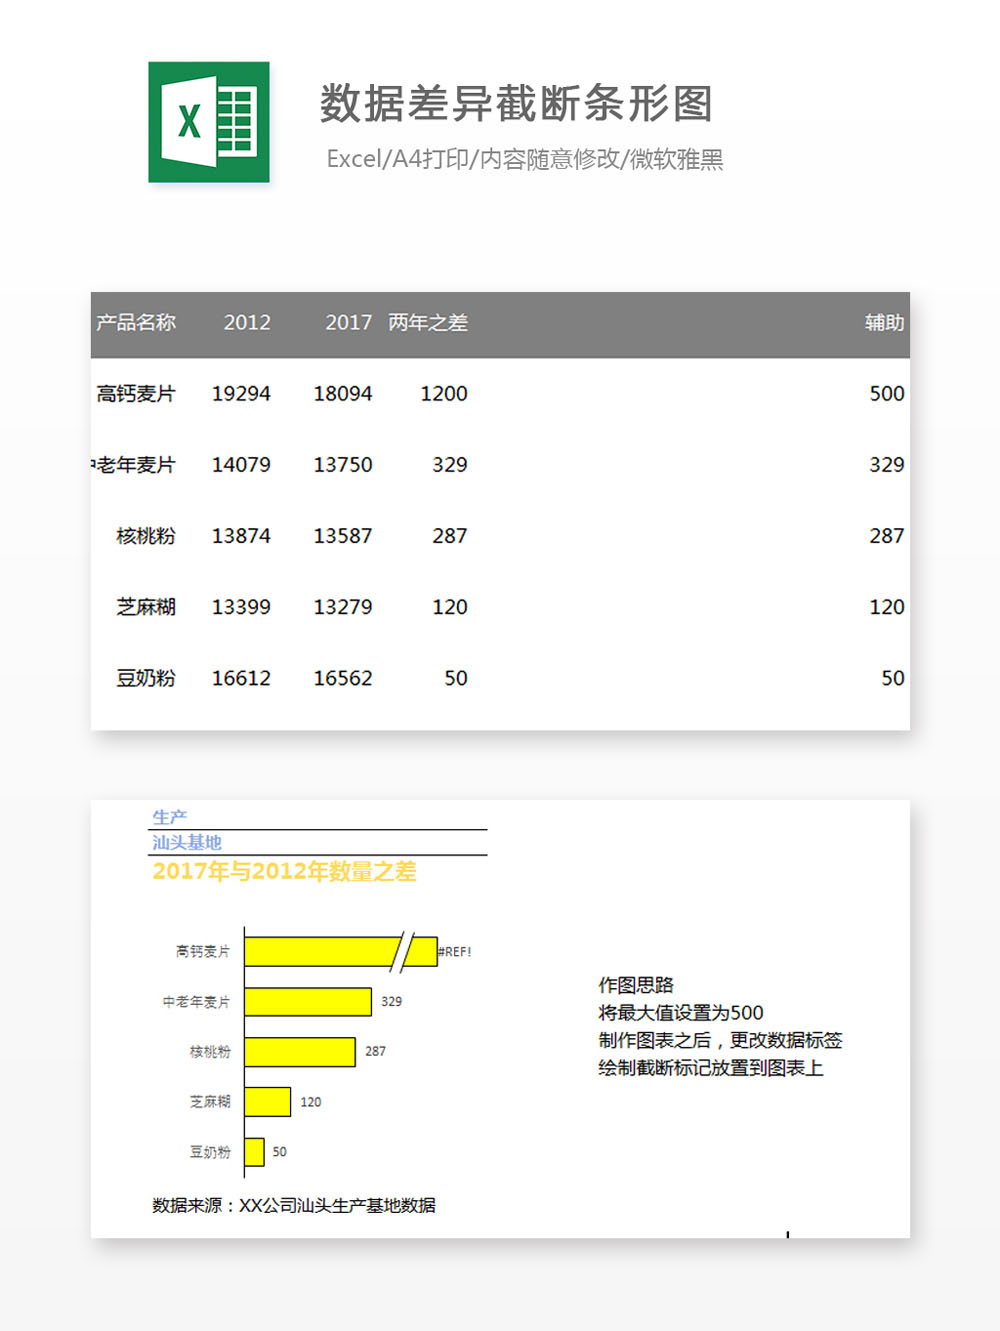 数据差异截断条形图
Excel/A4打印/内容随意修改/微软雅黑
产品名称 2012 2017 两年之差 辅助
高钙麦片 19294 18094 1200 500
中老年麦片 14079 13750 329 329
核桃粉 13874 13587 287 287
芝麻糊 13399 13279 120 120
豆奶粉 16612 16562 50 50
生产
汕头基地
2017年与2012年数量之差
高钙麦片 #REF!
中老年麦片 329
核桃粉 287
芝麻糊 120
豆奶粉 50
数据来源：XX公司汕头生产基地数据
作图思路
将最大值设置为500
制作图表之后，更改数据标签
绘制截断标记放置到图表上